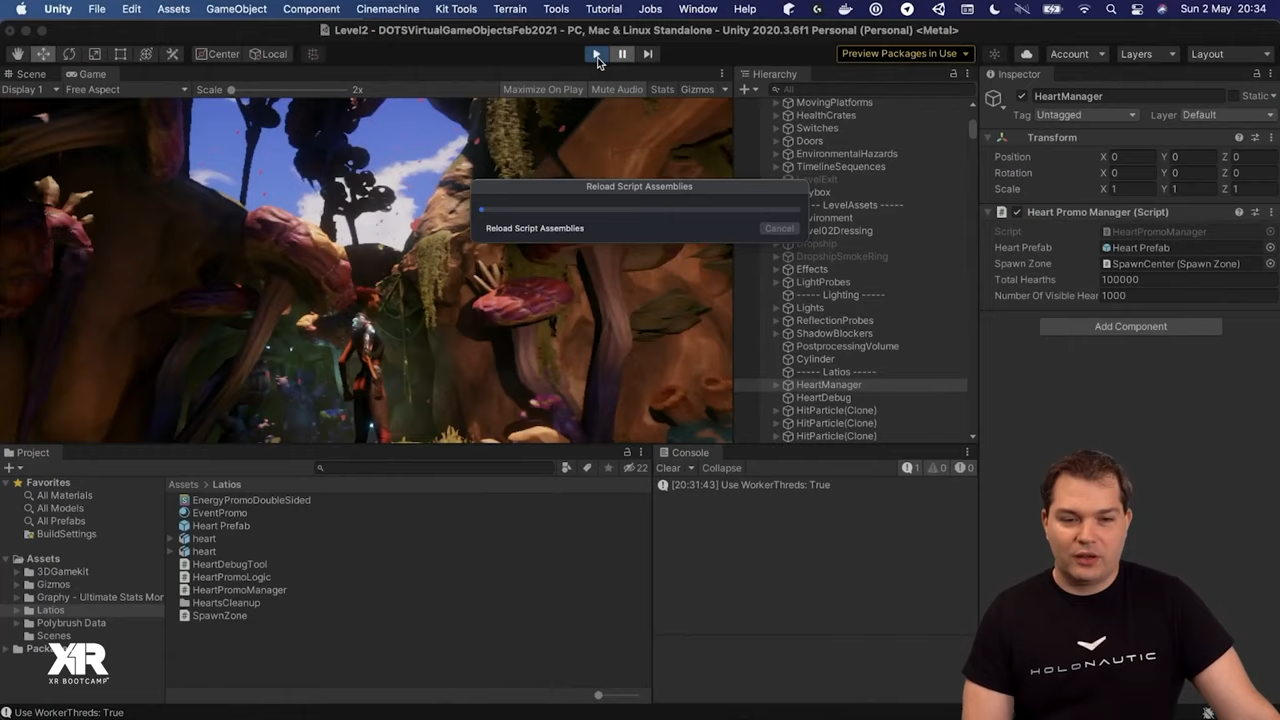 Unity File Edit Assets GameObject Component Cinemachine Kit Tools Terrain Tools Tutorial Jobs Window Help Sun 2 May 20:34
Level2 - DOTSVirtualGameObjectsFeb2021 - PC, Mac & Linux Standalone - Unity 2020.3.6f1 Personal (Personal) <Metal>
Center Local Preview Packages in Use Account Layers Layout
Scene Game Hierarchy Inspector
Display 1 Free Aspect Scale 2x Maximize On Play Mute Audio Stats Gizmos All
HeartManager Static
Tag Untagged Layer Default
Transform
Position X 0 Y 0 Z 0
Rotation X 0 Y 0 Z 0
Scale X 1 Y 1 Z 1
Heart Promo Manager (Script)
Script HeartPromoManager
Heart Prefab Heart Prefab
Spawn Zone SpawnCenter (Spawn Zone)
Total Hearths 100000
Number Of Visible Hear 1000
Add Component
MovingPlatforms
HealthCrates
Switches
Doors
EnvironmentalHazards
TimelineSequences
evelExit
ybox
-- LevelAssets -----
vironment
vel02Dressing
opship
DropshipSmokeRing
Effects
LightProbes
----- Lighting -----
Lights
ReflectionProbes
ShadowBlockers
PostprocessingVolume
Cylinder
----- Latios -----
HeartManager
HeartDebug
HitParticle(Clone)
HitParticle(Clone)
HitParticle(Clone)
Reload Script Assemblies
Reload Script Assemblies
Cancel
Project
22
Favorites
All Materials
All Models
All Prefabs
BuildSettings
Assets
3DGamekit
Gizmos
Graphy - Ultimate Stats Mor
Latios
Polybrush Data
Scenes
Pac
Assets > Latios
EnergyPromoDoubleSided
EventPromo
Heart Prefab
heart
heart
HeartDebugTool
HeartPromoLogic
HeartPromoManager
HeartsCleanup
SpawnZone
Console
Clear Collapse 1 0 0
[20:31:43] Use WorkerThreds: True
XR
XR BOOTCAMP
HOLONAUTIC
Use WorkerThreds: True